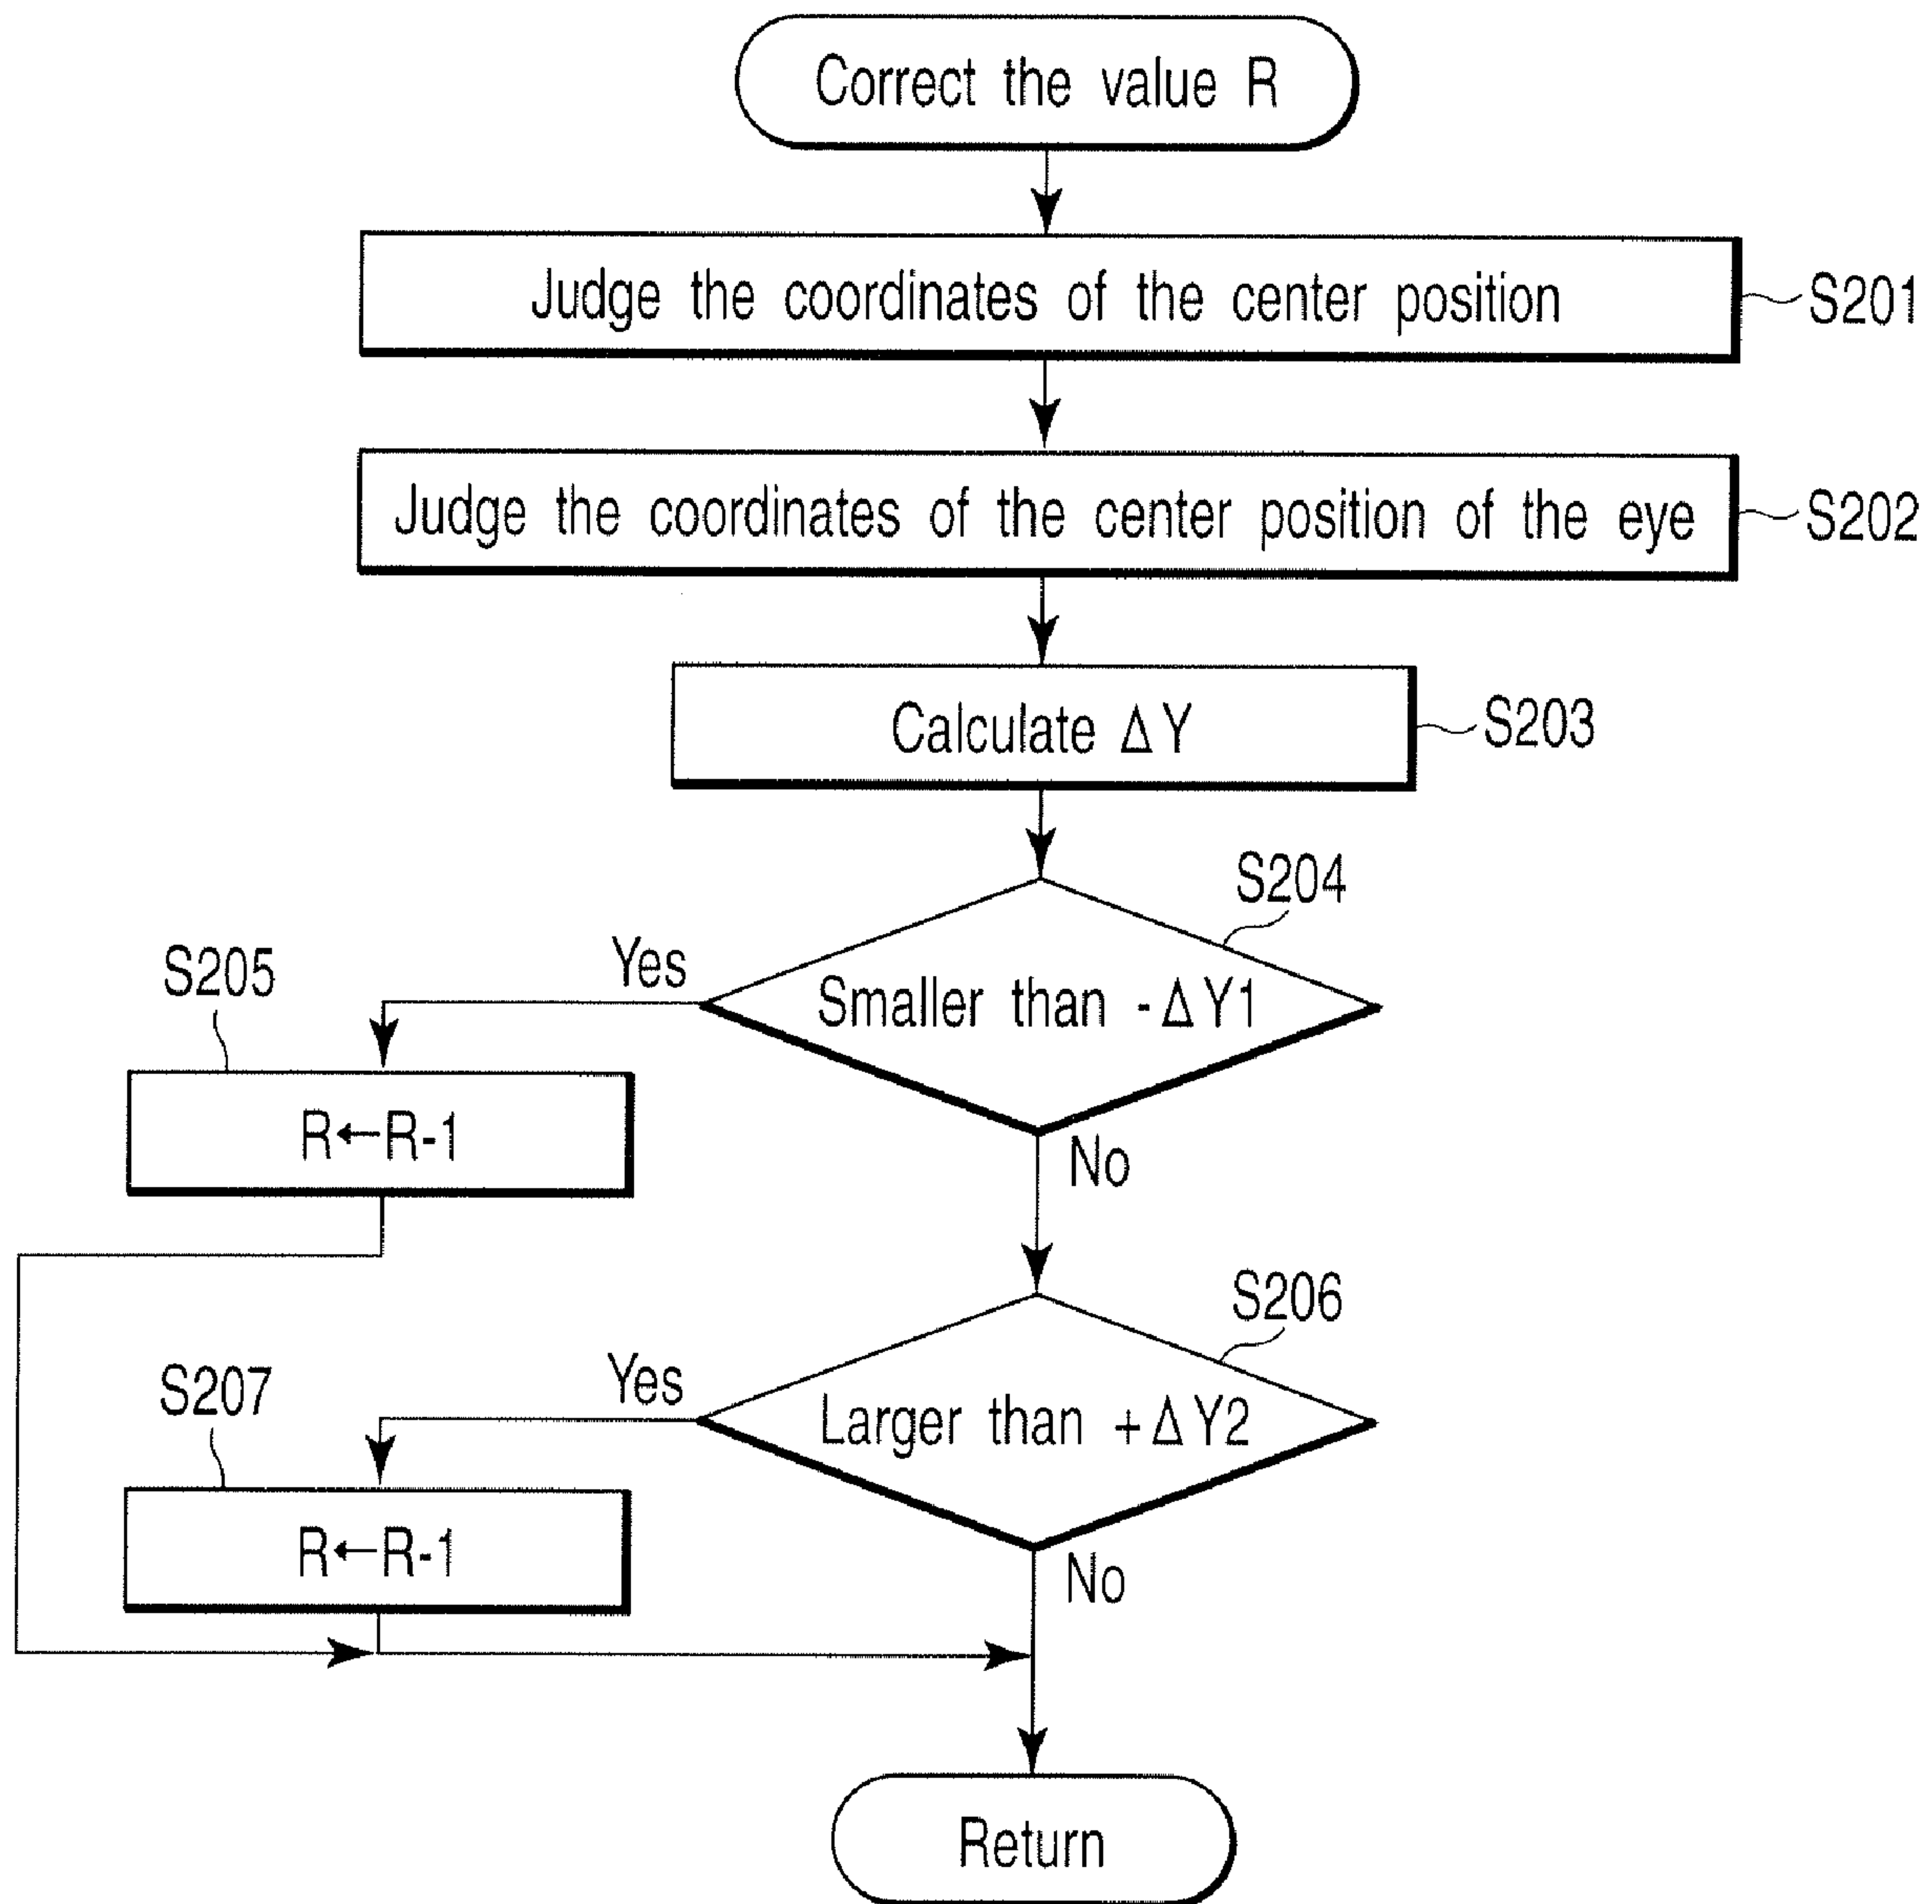 Correct the value R
Judge the coordinates of the center position
S201
Judge the coordinates of the center position of the eye
S202
Calculate ΔY
S203
S204
Smaller than -ΔY1
Yes
S205
R←R-1
No
S206
Larger than +ΔY2
Yes
S207
R←R-1
No
Return